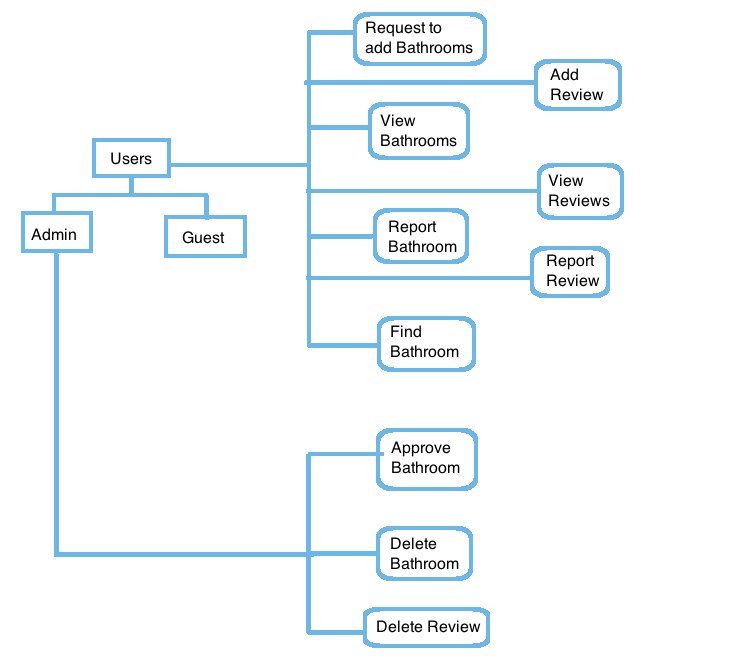 Request to
add Bathrooms
Add
Review
View
Bathrooms
Users
View
Reviews
Admin
Guest
Report
Bathroom
Report
Review
Find
Bathroom
Approve
Bathroom
Delete
Bathroom
Delete Review